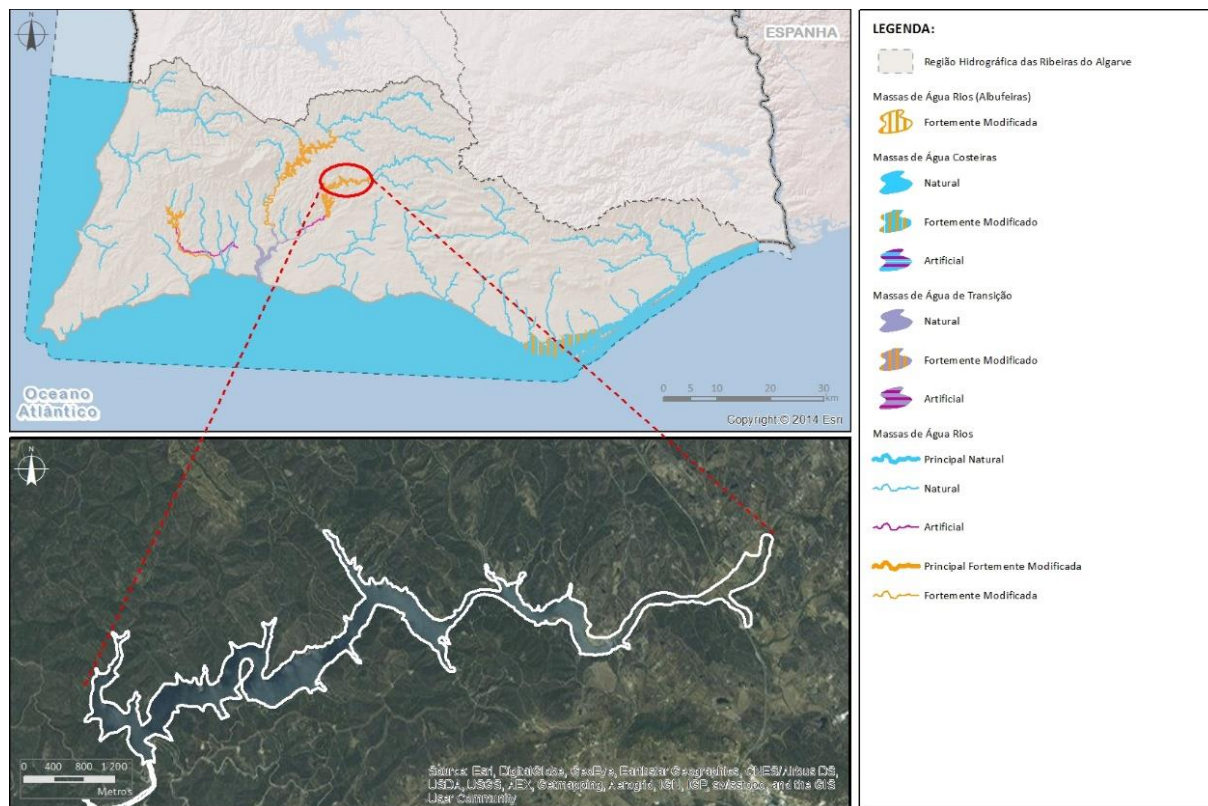 N
ESPANHA
Oceano
Atlântico
0 5 10 20 30
km
Copyright:© 2014 Esri
N
0 400 800 1 200
Metros
Source: Esri, DigitalGlobe, GeoEye, Earthstar Geographics, CNES/Airbus DS,
USDA, USGS, AEX, Getmapping, Aerogrid, IGN, IGP, swisstopo, and the GIS
User Community
LEGENDA:
Região Hidrográfica das Ribeiras do Algarve
Massas de Água Rios (Albufeiras)
Fortemente Modificada
Massas de Água Costeiras
Natural
Fortemente Modificado
Artificial
Massas de Água de Transição
Natural
Fortemente Modificado
Artificial
Massas de Água Rios
Principal Natural
Natural
Artificial
Principal Fortemente Modificada
Fortemente Modificada